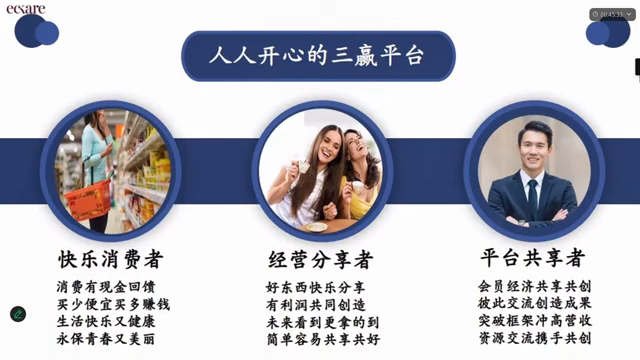 ecxare
00:45:33
人人开心的三赢平台
快乐消费者
消费有现金回馈
买少便宜买多赚钱
生活快乐又健康
永保青春又美丽
经营分享者
好东西快乐分享
有利润共同创造
未来看到更拿的到
简单容易共享共好
平台共享者
会员经济共享共创
彼此交流创造成果
突破框架冲高营收
资源交流携手共创